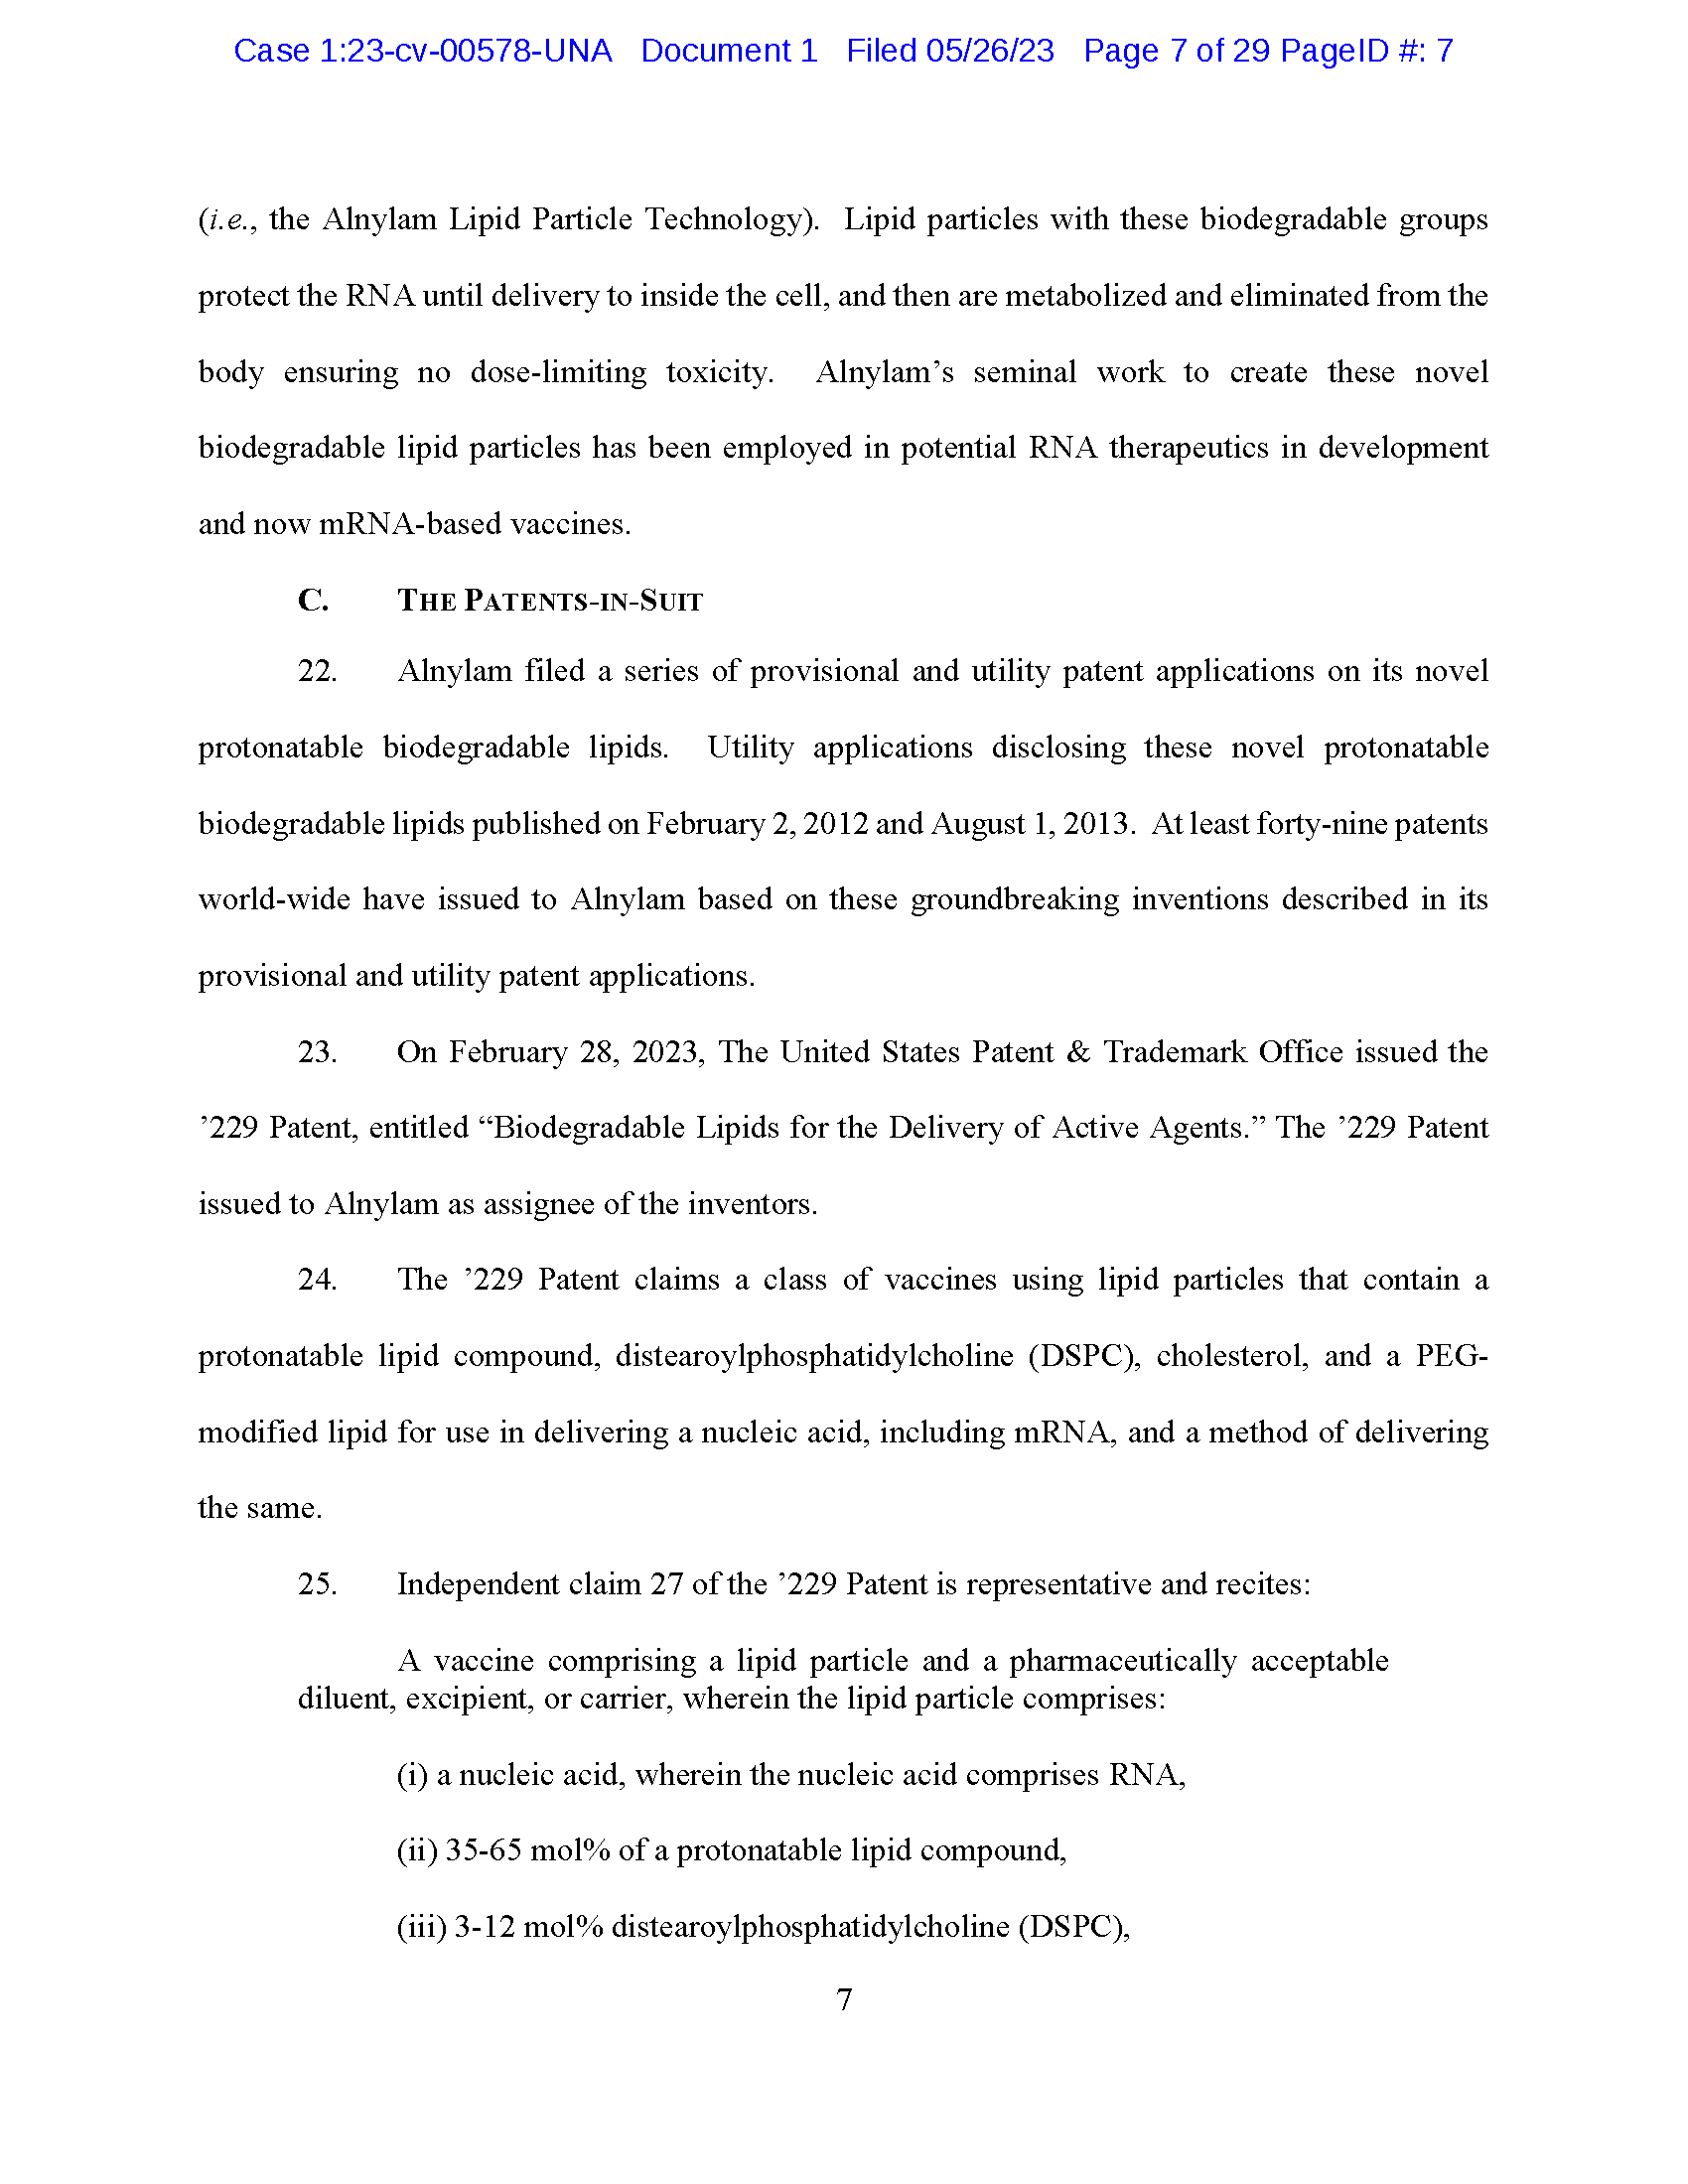 Case 1:23-cv-00578-UNA Document 1 Filed 05/26/23 Page 7 of 29 PageID #: 7
(i.e., the Alnylam Lipid Particle Technology). Lipid particles with these biodegradable groups
protect the RNA until delivery to inside the cell, and then are metabolized and eliminated from the
body ensuring no dose-limiting toxicity. Alnylam’s seminal work to create these novel
biodegradable lipid particles has been employed in potential RNA therapeutics in development
and now mRNA-based vaccines.
C. THE PATENTS-IN-SUIT
22. Alnylam filed a series of provisional and utility patent applications on its novel
protonatable biodegradable lipids. Utility applications disclosing these novel protonatable
biodegradable lipids published on February 2, 2012 and August 1, 2013. At least forty-nine patents
world-wide have issued to Alnylam based on these groundbreaking inventions described in its
provisional and utility patent applications.
23. On February 28, 2023, The United States Patent & Trademark Office issued the
’229 Patent, entitled “Biodegradable Lipids for the Delivery of Active Agents.” The ’229 Patent
issued to Alnylam as assignee of the inventors.
24. The ’229 Patent claims a class of vaccines using lipid particles that contain a
protonatable lipid compound, distearoylphosphatidylcholine (DSPC), cholesterol, and a PEG-
modified lipid for use in delivering a nucleic acid, including mRNA, and a method of delivering
the same.
25. Independent claim 27 of the ’229 Patent is representative and recites:
A vaccine comprising a lipid particle and a pharmaceutically acceptable
diluent, excipient, or carrier, wherein the lipid particle comprises:
(i) a nucleic acid, wherein the nucleic acid comprises RNA,
(ii) 35-65 mol% of a protonatable lipid compound,
(iii) 3-12 mol% distearoylphosphatidylcholine (DSPC),
7